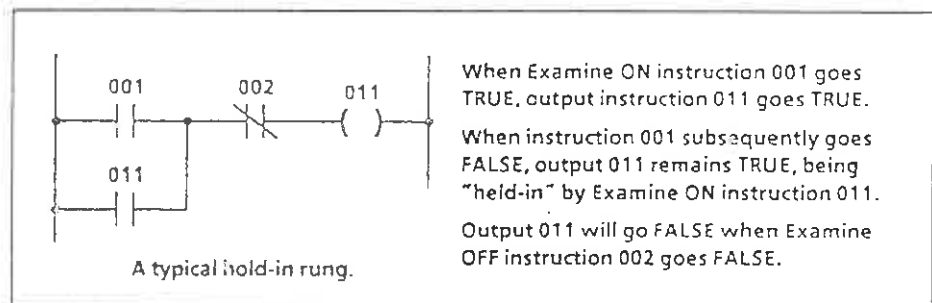 001
002
011
011
A typical hold-in rung.
When Examine ON instruction 001 goes
TRUE, output instruction 011 goes TRUE.
When instruction 001 subsequently goes
FALSE, output 011 remains TRUE, being
"held-in" by Examine ON instruction 011.
Output 011 will go FALSE when Examine
OFF instruction 002 goes FALSE.